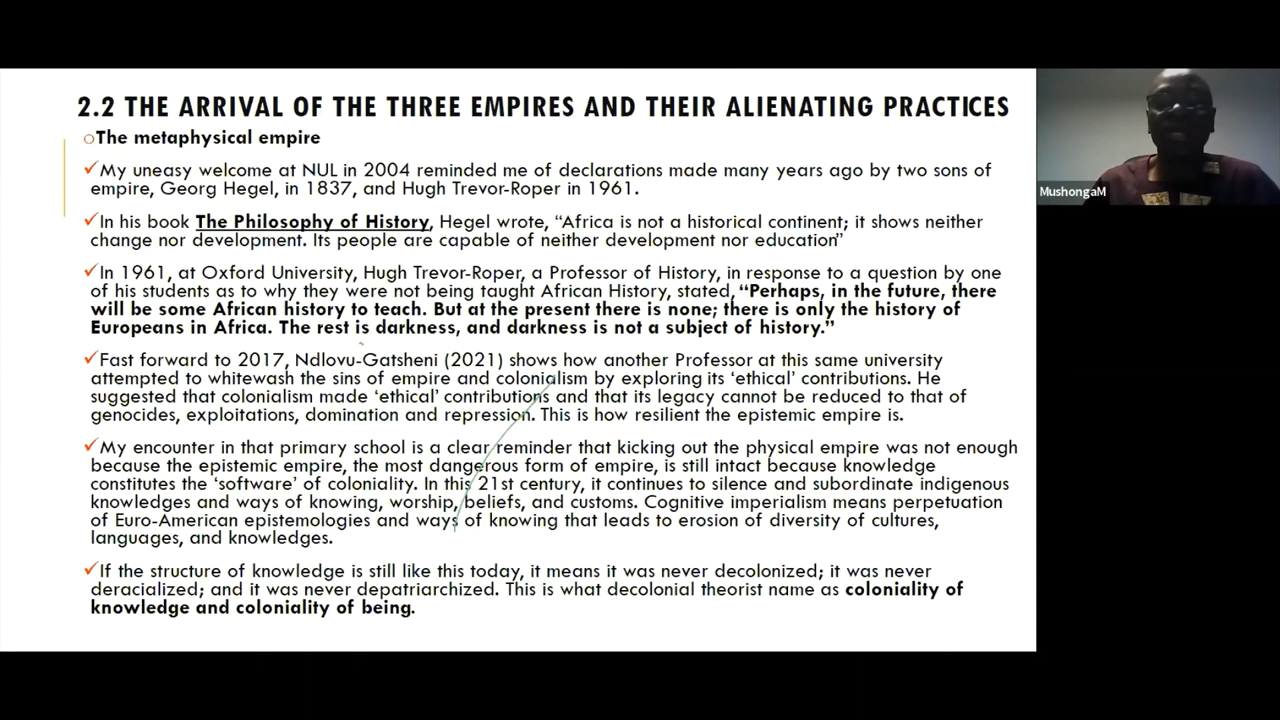 2.2 THE ARRIVAL OF THE THREE EMPIRES AND THEIR ALIENATING PRACTICES
The metaphysical empire
My uneasy welcome at NUL in 2004 reminded me of declarations made many years ago by two sons of
empire, Georg Hegel, in 1837, and Hugh Trevor-Roper in 1961.
In his book The Philosophy of History, Hegel wrote, “Africa is not a historical continent; it shows neither
change nor development. Its people are capable of neither development nor education”
In 1961, at Oxford University, Hugh Trevor-Roper, a Professor of History, in response to a question by one
of his students as to why they were not being taught African History, stated, “Perhaps, in the future, there
will be some African history to teach. But at the present there is none; there is only the history of
Europeans in Africa. The rest is darkness, and darkness is not a subject of history.”
Fast forward to 2017, Ndlovu-Gatsheni (2021) shows how another Professor at this same university
attempted to whitewash the sins of empire and colonialism by exploring its ‘ethical’ contributions. He
suggested that colonialism made ‘ethical’ contributions and that its legacy cannot be reduced to that of
genocides, exploitations, domination and repression. This is how resilient the epistemic empire is.
My encounter in that primary school is a clear reminder that kicking out the physical empire was not enough
because the epistemic empire, the most dangerous form of empire, is still intact because knowledge
constitutes the ‘software’ of coloniality. In this 21st century, it continues to silence and subordinate indigenous
knowledges and ways of knowing, worship, beliefs, and customs. Cognitive imperialism means perpetuation
of Euro-American epistemologies and ways of knowing that leads to erosion of diversity of cultures,
languages, and knowledges.
If the structure of knowledge is still like this today, it means it was never decolonized; it was never
deracialized; and it was never depatriarchized. This is what decolonial theorist name as coloniality of
knowledge and coloniality of being.
MushongaM